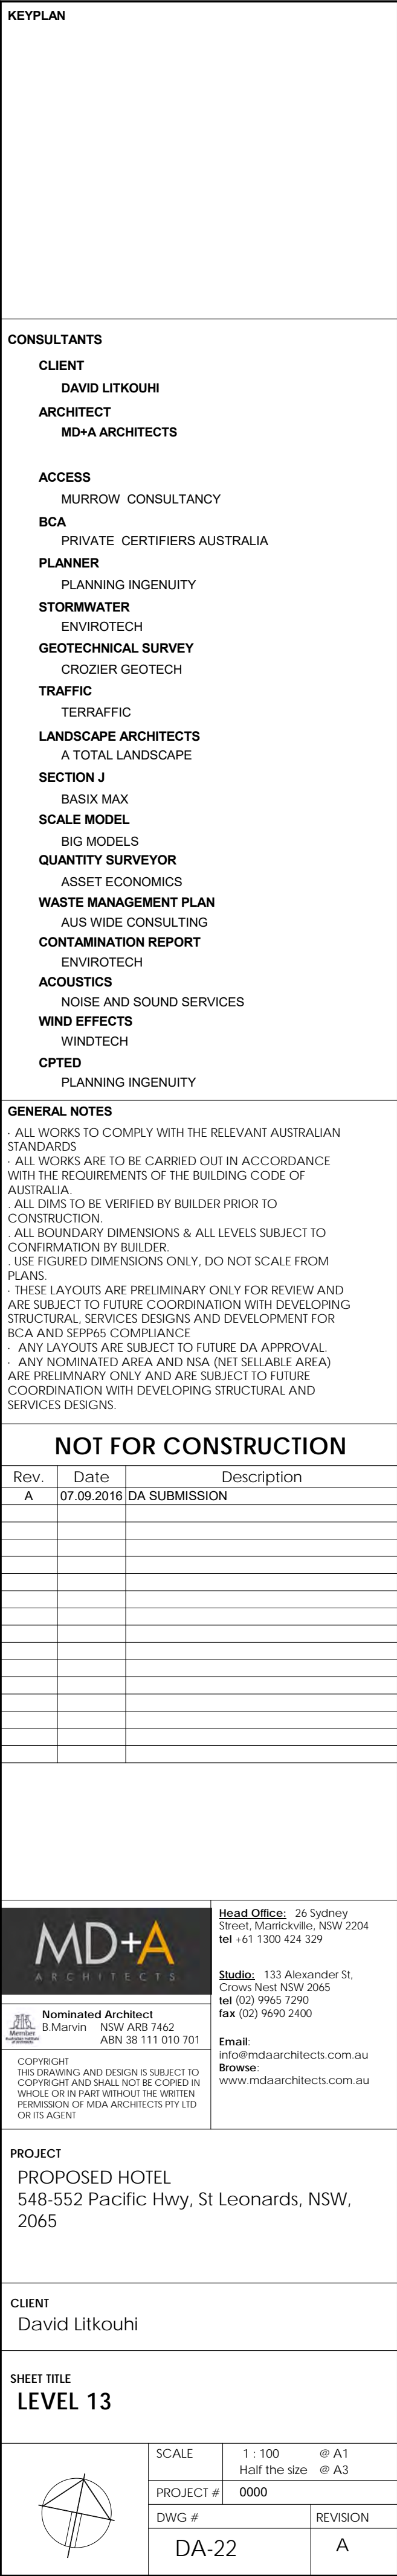 KEYPLAN
CONSULTANTS
CLIENT
DAVID LITKOUHI
ARCHITECT
MD+A ARCHITECTS
ACCESS
MURROW CONSULTANCY
BCA
PRIVATE CERTIFIERS AUSTRALIA
PLANNER
PLANNING INGENUITY
STORMWATER
ENVIROTECH
GEOTECHNICAL SURVEY
CROZIER GEOTECH
TRAFFIC
TERRAFFIC
LANDSCAPE ARCHITECTS
A TOTAL LANDSCAPE
SECTION J
BASIX MAX
SCALE MODEL
BIG MODELS
QUANTITY SURVEYOR
ASSET ECONOMICS
WASTE MANAGEMENT PLAN
AUS WIDE CONSULTING
CONTAMINATION REPORT
ENVIROTECH
ACOUSTICS
NOISE AND SOUND SERVICES
WIND EFFECTS
WINDTECH
CPTED
PLANNING INGENUITY
GENERAL NOTES
· ALL WORKS TO COMPLY WITH THE RELEVANT AUSTRALIAN
STANDARDS
· ALL WORKS ARE TO BE CARRIED OUT IN ACCORDANCE
WITH THE REQUIREMENTS OF THE BUILDING CODE OF
AUSTRALIA.
. ALL DIMS TO BE VERIFIED BY BUILDER PRIOR TO
CONSTRUCTION.
. ALL BOUNDARY DIMENSIONS & ALL LEVELS SUBJECT TO
CONFIRMATION BY BUILDER.
. USE FIGURED DIMENSIONS ONLY, DO NOT SCALE FROM
PLANS.
· THESE LAYOUTS ARE PRELIMINARY ONLY FOR REVIEW AND
ARE SUBJECT TO FUTURE COORDINATION WITH DEVELOPING
STRUCTURAL, SERVICES DESIGNS AND DEVELOPMENT FOR
BCA AND SEPP65 COMPLIANCE
· ANY LAYOUTS ARE SUBJECT TO FUTURE DA APPROVAL.
· ANY NOMINATED AREA AND NSA (NET SELLABLE AREA)
ARE PRELIMNARY ONLY AND ARE SUBJECT TO FUTURE
COORDINATION WITH DEVELOPING STRUCTURAL AND
SERVICES DESIGNS.
NOT FOR CONSTRUCTION
Rev. Date Description
A 07.09.2016 DA SUBMISSION
MD+A
ARCHITECTS
Member
Nominated Architect
B.Marvin NSW ARB 7462
ABN 38 111 010 701
COPYRIGHT
THIS DRAWING AND DESIGN IS SUBJECT TO
COPYRIGHT AND SHALL NOT BE COPIED IN
WHOLE OR IN PART WITHOUT THE WRITTEN
PERMISSION OF MDA ARCHITECTS PTY LTD
OR ITS AGENT
Head Office: 26 Sydney
Street, Marrickville, NSW 2204
tel +61 1300 424 329
Studio: 133 Alexander St,
Crows Nest NSW 2065
tel (02) 9965 7290
fax (02) 9690 2400
Email:
info@mdaarchitects.com.au
Browse:
www.mdaarchitects.com.au
PROJECT
PROPOSED HOTEL
548-552 Pacific Hwy, St Leonards, NSW,
2065
CLIENT
David Litkouhi
SHEET TITLE
LEVEL 13
SCALE 1 : 100 @ A1
Half the size @ A3
PROJECT # 0000
DWG # REVISION
DA-22 A